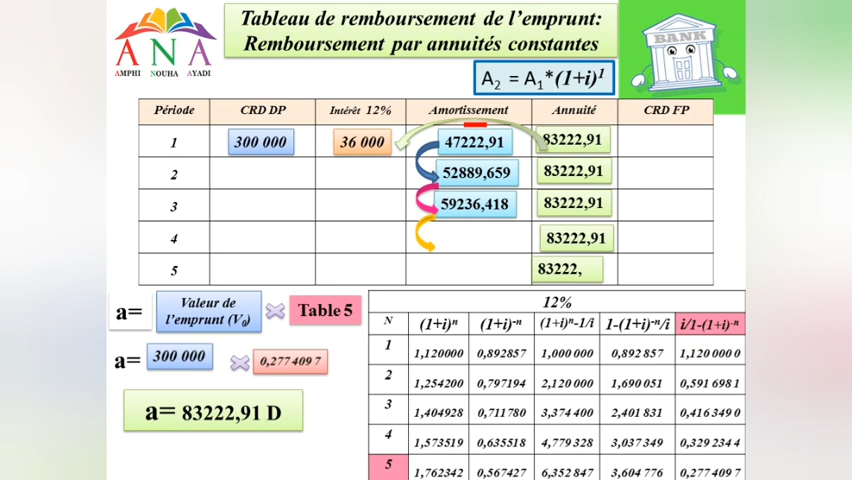 Tableau de remboursement de l'emprunt:
Remboursement par annuités constantes
ANA
AMPHI NOUHA AYADI
BANK
A₂ = A₁*(1+i)¹
Période CRD DP Intérêt 12% Amortissement Annuité CRD FP
1 300 000 36 000 47222,91 83222,91
2 52889,659 83222,91
3 59236,418 83222,91
4 83222,91
5 83222,
a= Valeur de l'emprunt (V₀) Table 5
a= 300 000 0,277 409 7
a= 83222,91 D
12%
N (1+i)ⁿ (1+i)⁻ⁿ (1+i)ⁿ-1/i 1-(1+i)⁻ⁿ/i i/1-(1+i)⁻ⁿ
1 1,120000 0,892857 1,000 000 0,892 857 1,120 000 0
2 1,254200 0,797194 2,120 000 1,690 051 0,591 698 1
3 1,404928 0,711780 3,374 400 2,401 831 0,416 349 0
4 1,573519 0,635518 4,779 328 3,037 349 0,329 234 4
5 1,762342 0,567427 6,352 847 3,604 776 0,277 409 7